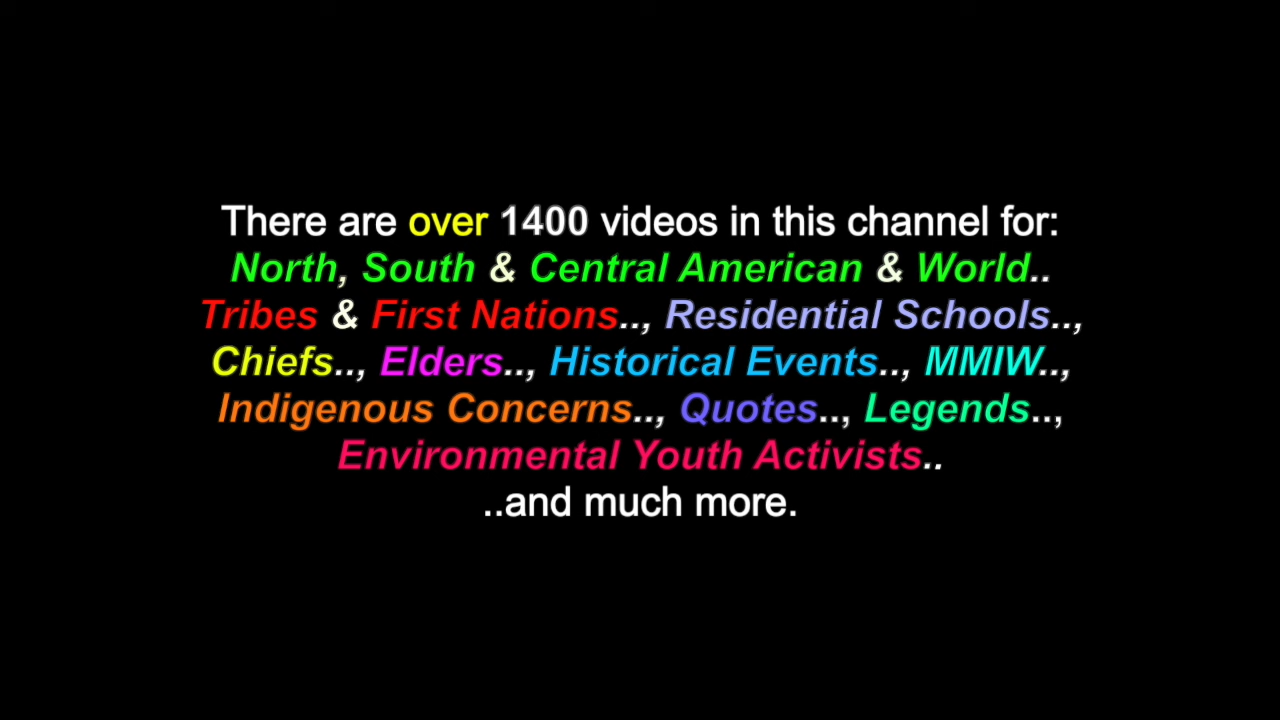 There are over 1400 videos in this channel for:
North, South & Central American & World..
Tribes & First Nations.., Residential Schools..,
Chiefs.., Elders.., Historical Events.., MMIW..,
Indigenous Concerns.., Quotes.., Legends..,
Environmental Youth Activists..
..and much more.